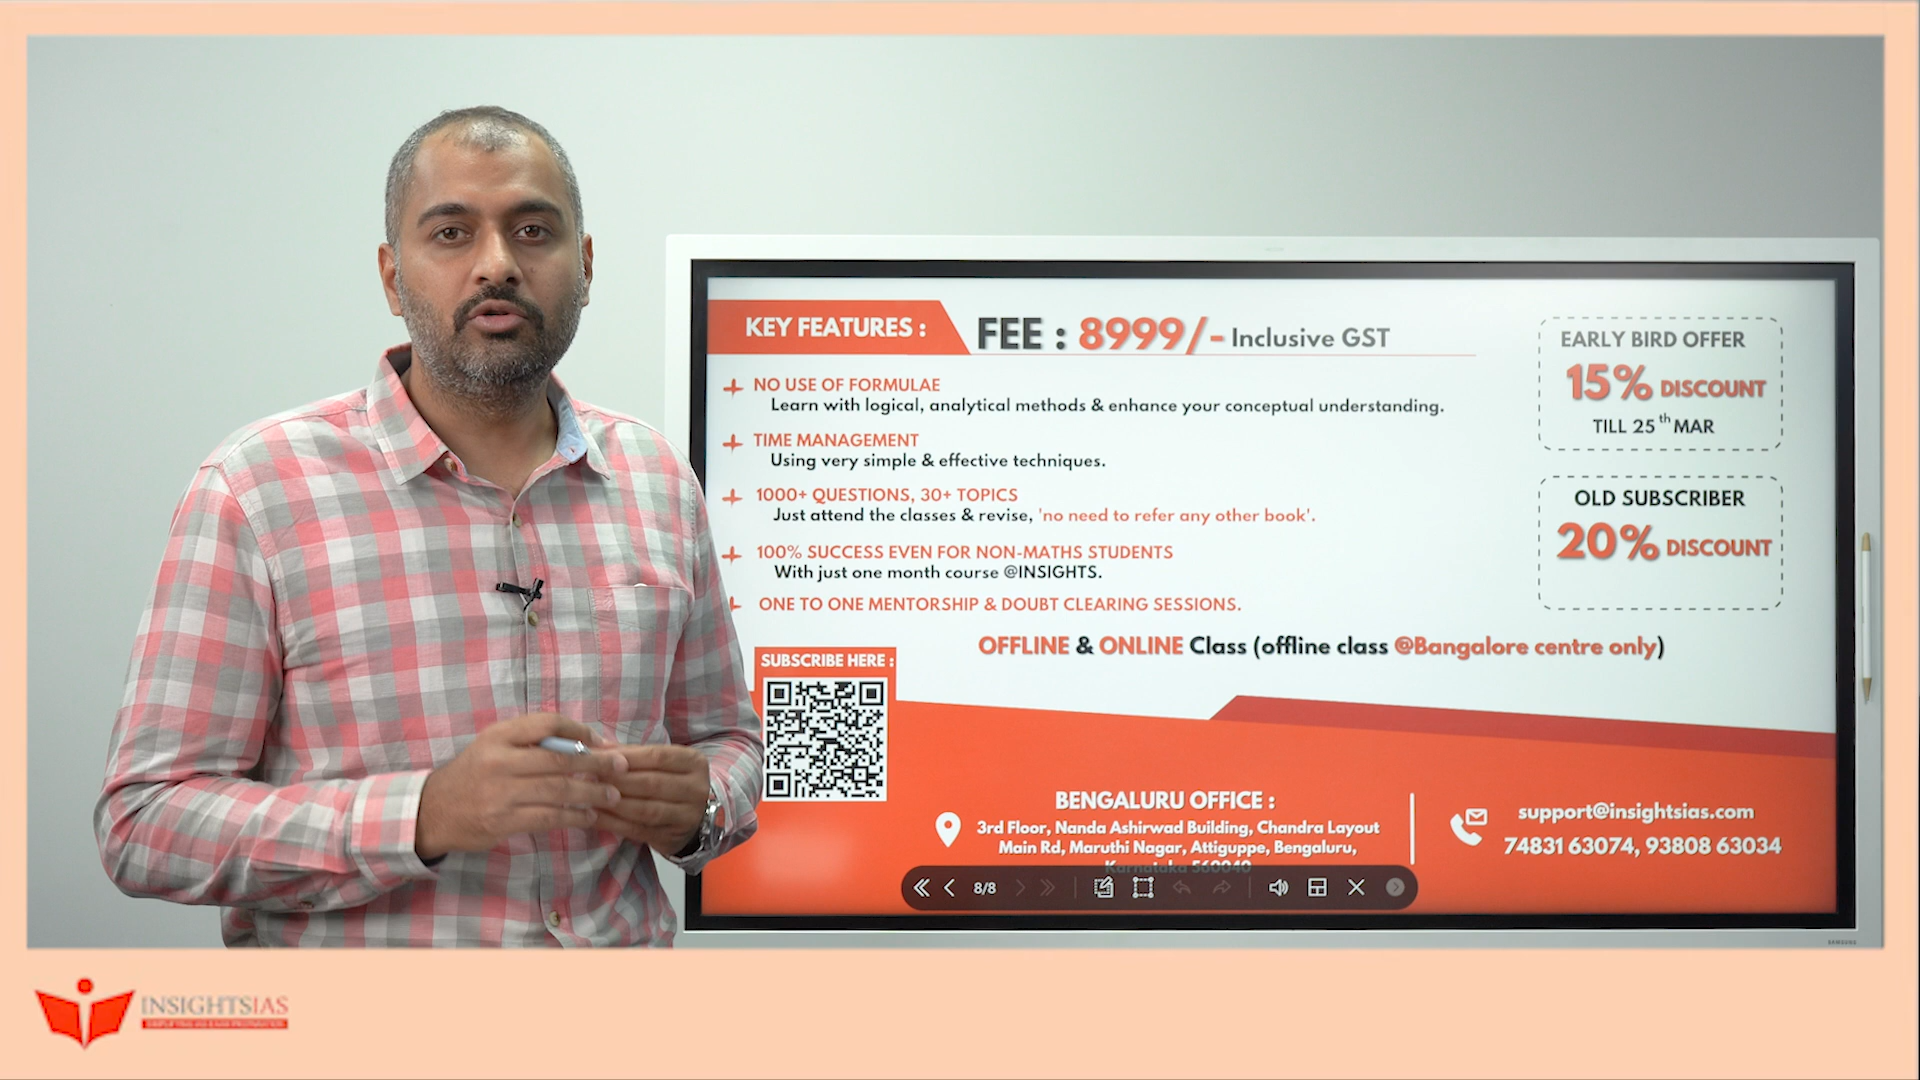 KEY FEATURES :
FEE : 8999/- Inclusive GST
NO USE OF FORMULAE
Learn with logical, analytical methods & enhance your conceptual understanding.
TIME MANAGEMENT
Using very simple & effective techniques.
1000+ QUESTIONS, 30+ TOPICS
Just attend the classes & revise, 'no need to refer any other book'.
100% SUCCESS EVEN FOR NON-MATHS STUDENTS
With just one month course @INSIGHTS.
ONE TO ONE MENTORSHIP & DOUBT CLEARING SESSIONS.
EARLY BIRD OFFER
15% DISCOUNT
TILL 25th MAR
OLD SUBSCRIBER
20% DISCOUNT
OFFLINE & ONLINE Class (offline class @Bangalore centre only)
SUBSCRIBE HERE :
BENGALURU OFFICE :
3rd Floor, Nanda Ashirwad Building, Chandra Layout
Main Rd, Maruthi Nagar, Attiguppe, Bengaluru,
Karnataka 560040
support@insightsias.com
74831 63074, 93808 63034
8/8
SAMSUNG
INSIGHTSIAS